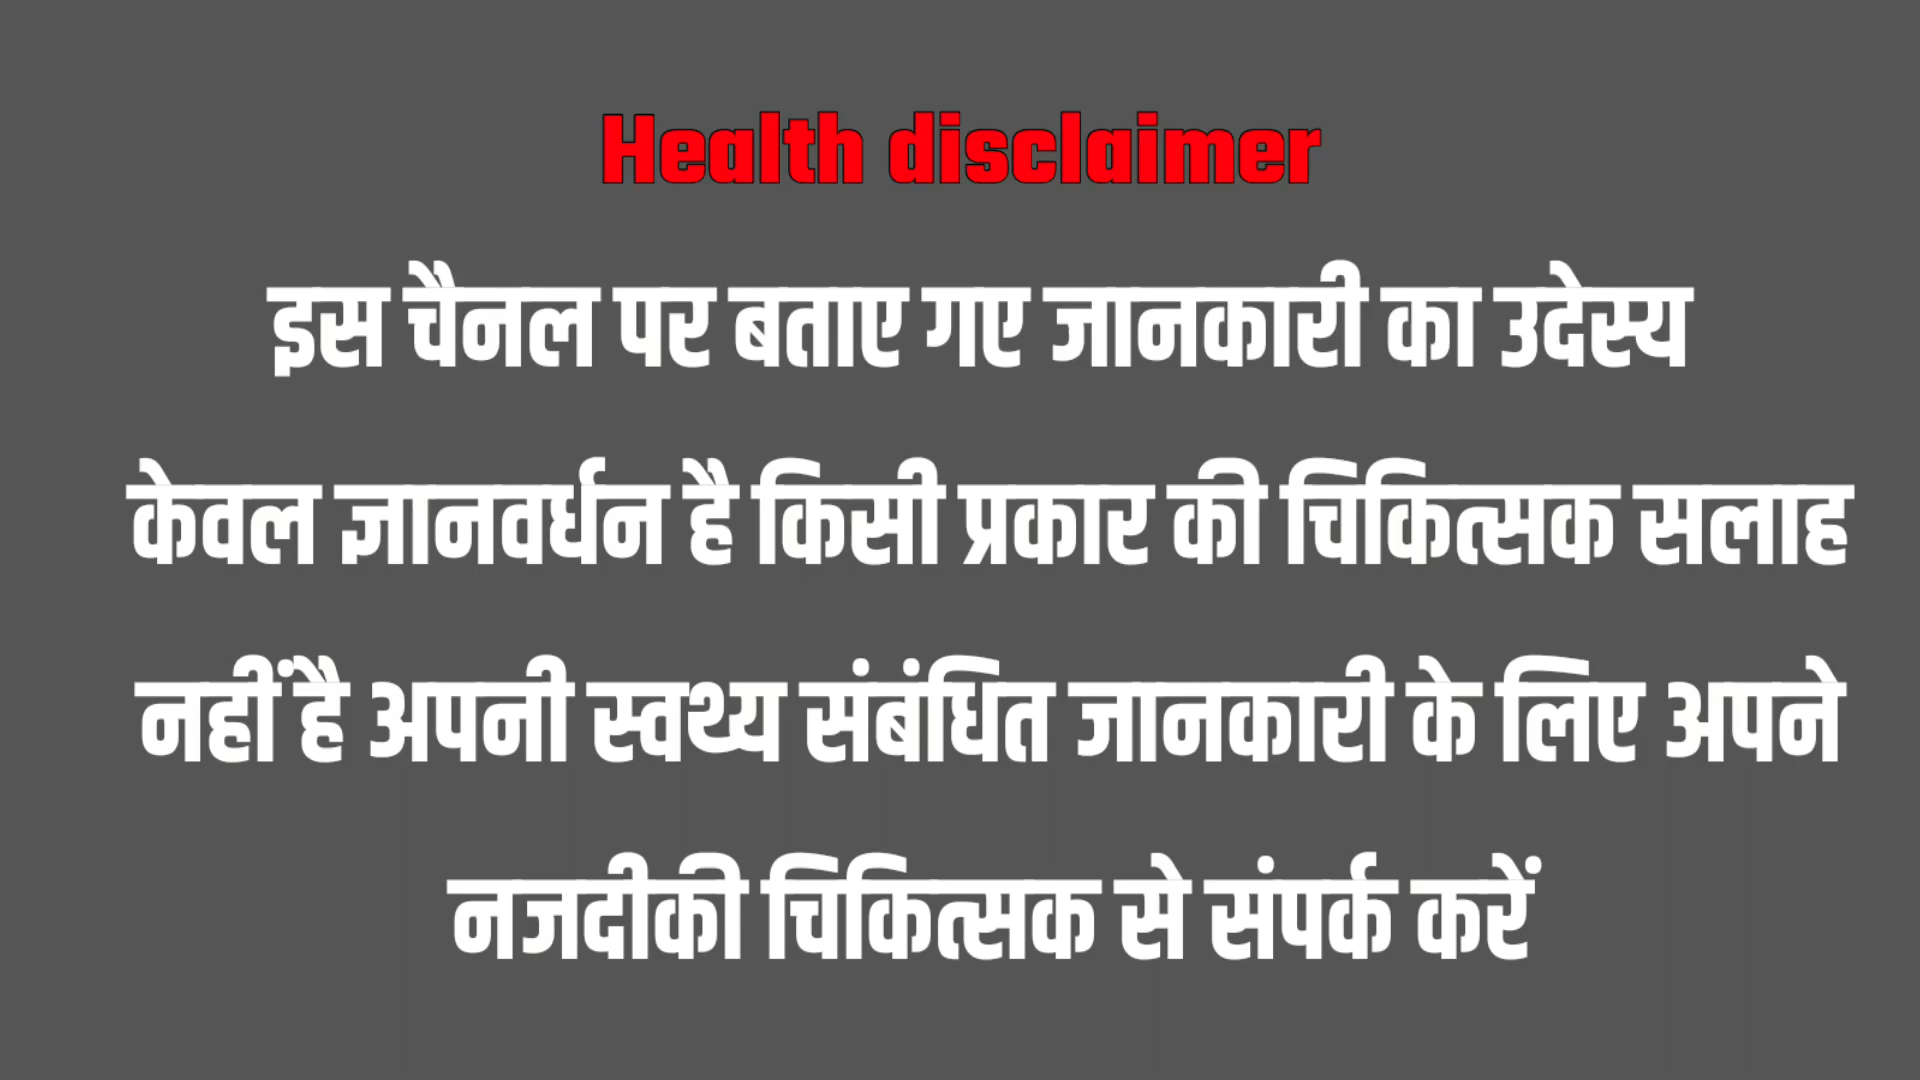 Health disclaimer
इस चैनल पर बताए गए जानकारी का उदेस्य
केवल ज्ञानवर्धन है किसी प्रकार की चिकित्सक सलाह
नहीं है अपनी स्वथ्य संबंधित जानकारी के लिए अपने
नजदीकी चिकित्सक से संपर्क करें